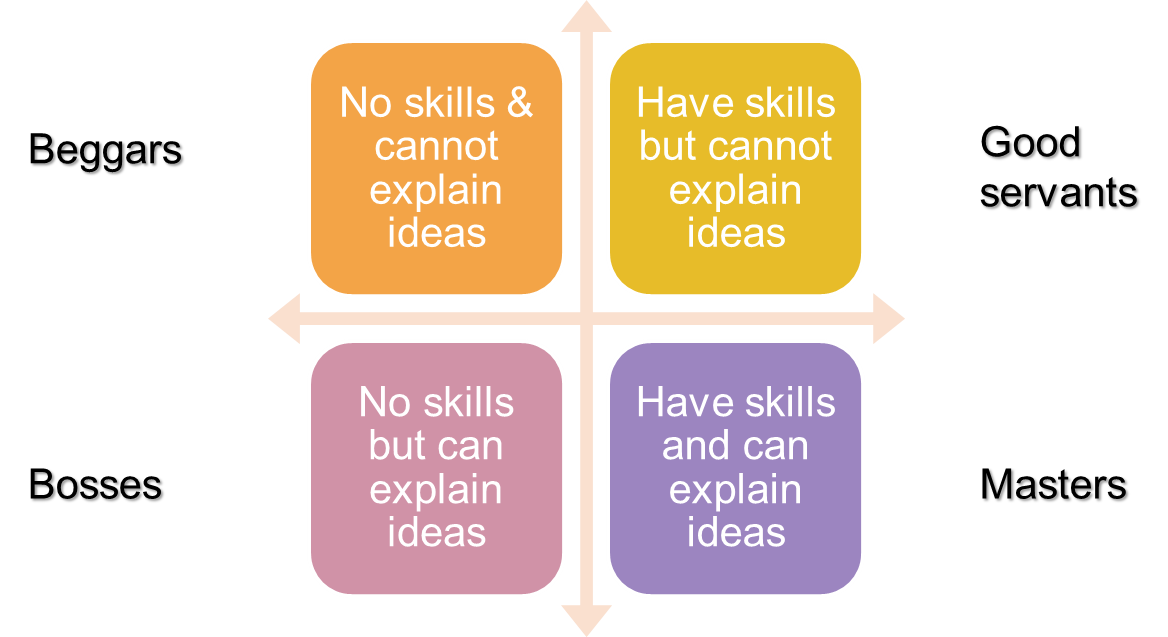 Beggars
No skills &
cannot
explain
ideas
Have skills
but cannot
explain
ideas
Good
servants
Bosses
No skills
but can
explain
ideas
Have skills
and can
explain
ideas
Masters